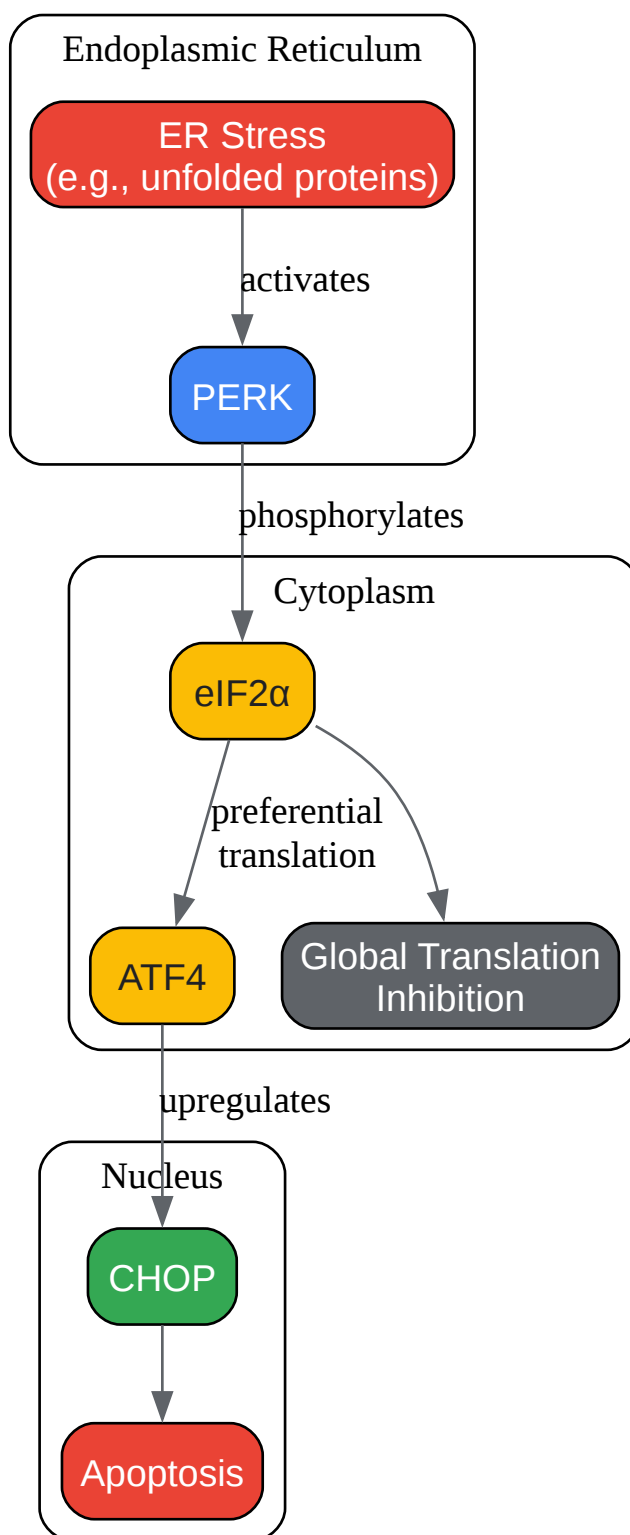 Endoplasmic Reticulum
ER Stress
(e.g., unfolded proteins)
activates
PERK
phosphorylates
Cytoplasm
eIF2α
preferential
translation
ATF4
Global Translation
Inhibition
upregulates
Nucleus
CHOP
Apoptosis